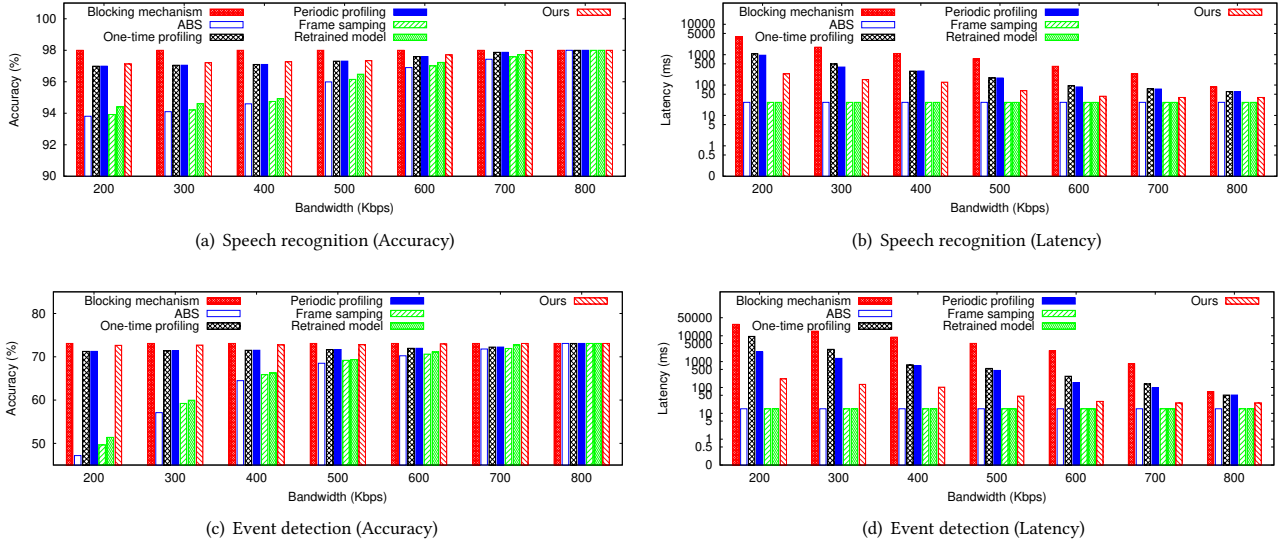 Blocking mechanism
ABS
One-time profiling
Periodic profiling
Frame sampling
Retrained model
Ours
Accuracy (%)
102
100
98
96
94
92
90
200 300 400 500 600 700 800
Bandwidth (Kbps)
(a) Speech recognition (Accuracy)
Blocking mechanism
ABS
One-time profiling
Periodic profiling
Frame sampling
Retrained model
Ours
Latency (ms)
10000
5000
1000
500
100
50
10
5
1
0.5
0
200 300 400 500 600 700 800
Bandwidth (Kbps)
(b) Speech recognition (Latency)
Blocking mechanism
ABS
One-time profiling
Periodic profiling
Frame sampling
Retrained model
Ours
Accuracy (%)
80
70
60
50
200 300 400 500 600 700 800
Bandwidth (Kbps)
(c) Event detection (Accuracy)
Blocking mechanism
ABS
One-time profiling
Periodic profiling
Frame sampling
Retrained model
Ours
Latency (ms)
50000
10000
5000
1000
500
100
50
10
5
1
0.5
0
200 300 400 500 600 700 800
Bandwidth (Kbps)
(d) Event detection (Latency)